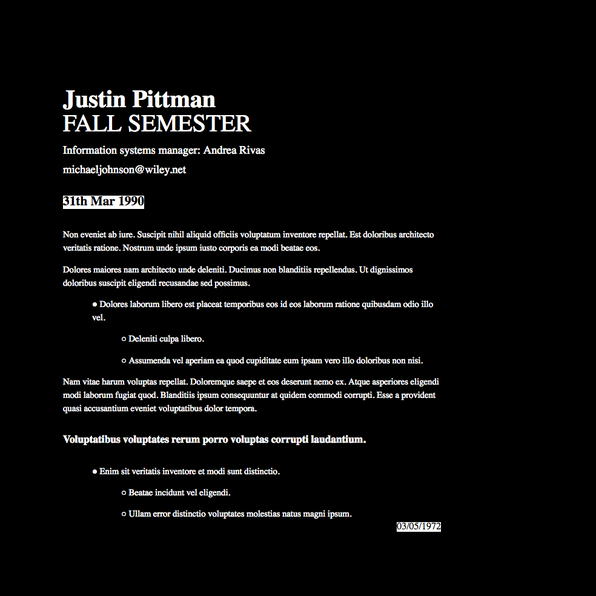 Justin Pittman
FALL SEMESTER
Information systems manager: Andrea Rivas
michaeljohnson@wiley.net
31th Mar 1990
Non eveniet ab iure. Suscipit nihil aliquid officiis voluptatum inventore repellat. Est doloribus architecto
veritatis ratione. Nostrum unde ipsum iusto corporis ea modi beatae eos.
Dolores maiores nam architecto unde deleniti. Ducimus non blanditiis repellendus. Ut dignissimos
doloribus suscipit eligendi recusandae sed possimus.
● Dolores laborum libero est placeat temporibus eos id eos laborum ratione quibusdam odio illo
vel.
○ Deleniti culpa libero.
○ Assumenda vel aperiam ea quod cupiditate eum ipsam vero illo doloribus non nisi.
Nam vitae harum voluptas repellat. Doloremque saepe et eos deserunt nemo ex. Atque asperiores eligendi
modi laborum fugiat quod. Blanditiis ipsum consequuntur at quidem commodi corrupti. Esse a provident
quasi accusantium eveniet voluptatibus dolor tempora.
Voluptatibus voluptates rerum porro voluptas corrupti laudantium.
● Enim sit veritatis inventore et modi sunt distinctio.
○ Beatae incidunt vel eligendi.
○ Ullam error distinctio voluptates molestias natus magni ipsum.
03/05/1972